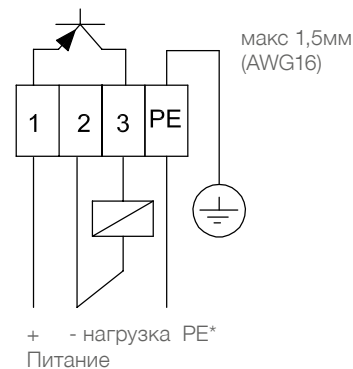 макс 1,5мм
(AWG16)
1 2 3 PE
+ - нагрузка PE*
Питание